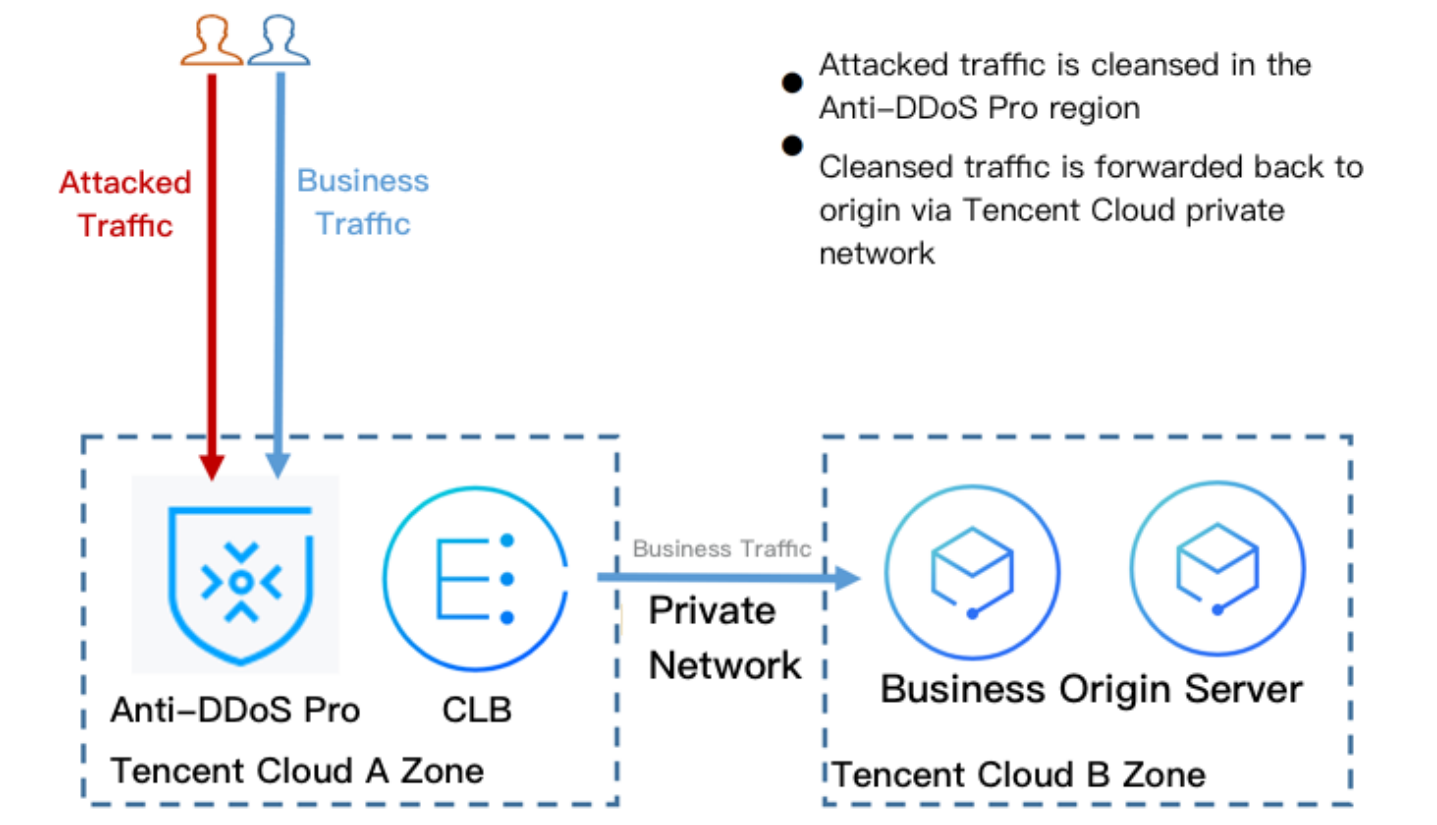 Attacked traffic is cleansed in the
Anti–DDoS Pro region
Cleansed traffic is forwarded back to
origin via Tencent Cloud private
network
Attacked
Traffic
Business
Traffic
Business Traffic
Private
Network
Anti–DDoS Pro
CLB
Tencent Cloud A Zone
Business Origin Server
Tencent Cloud B Zone